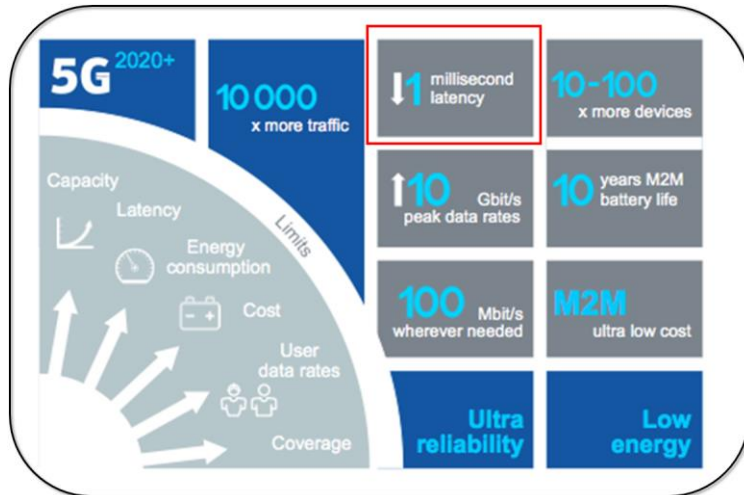 5G 2020+
10 000
x more traffic
1 millisecond
latency
10-100
x more devices
Capacity
Latency
Energy
consumption
Cost
User
data rates
Coverage
Limits
10 Gbit/s
peak data rates
10 years M2M
battery life
100 Mbit/s
wherever needed
M2M
ultra low cost
Ultra
reliability
Low
energy